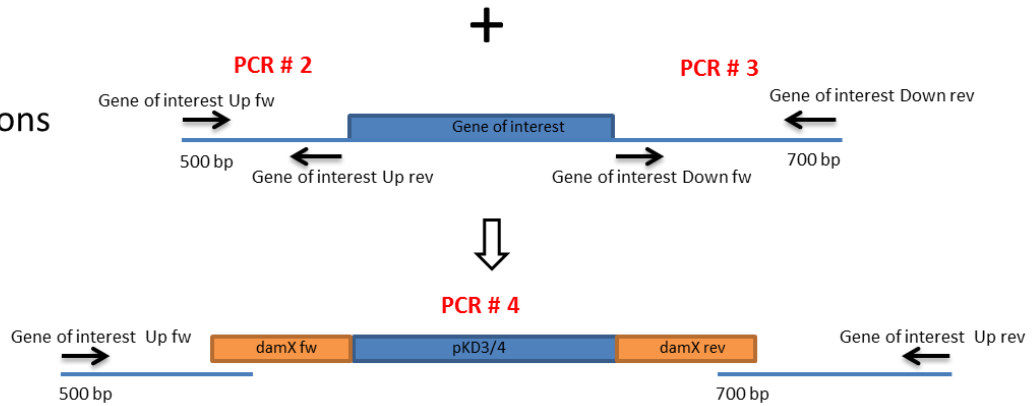 +
PCR # 2
PCR # 3
Gene of interest Up fw
Gene of interest Down rev
Gene of interest
500 bp
700 bp
Gene of interest Up rev
Gene of interest Down fw
PCR # 4
Gene of interest Up fw
Gene of interest Up rev
damX fw
pKD3/4
damX rev
500 bp
700 bp